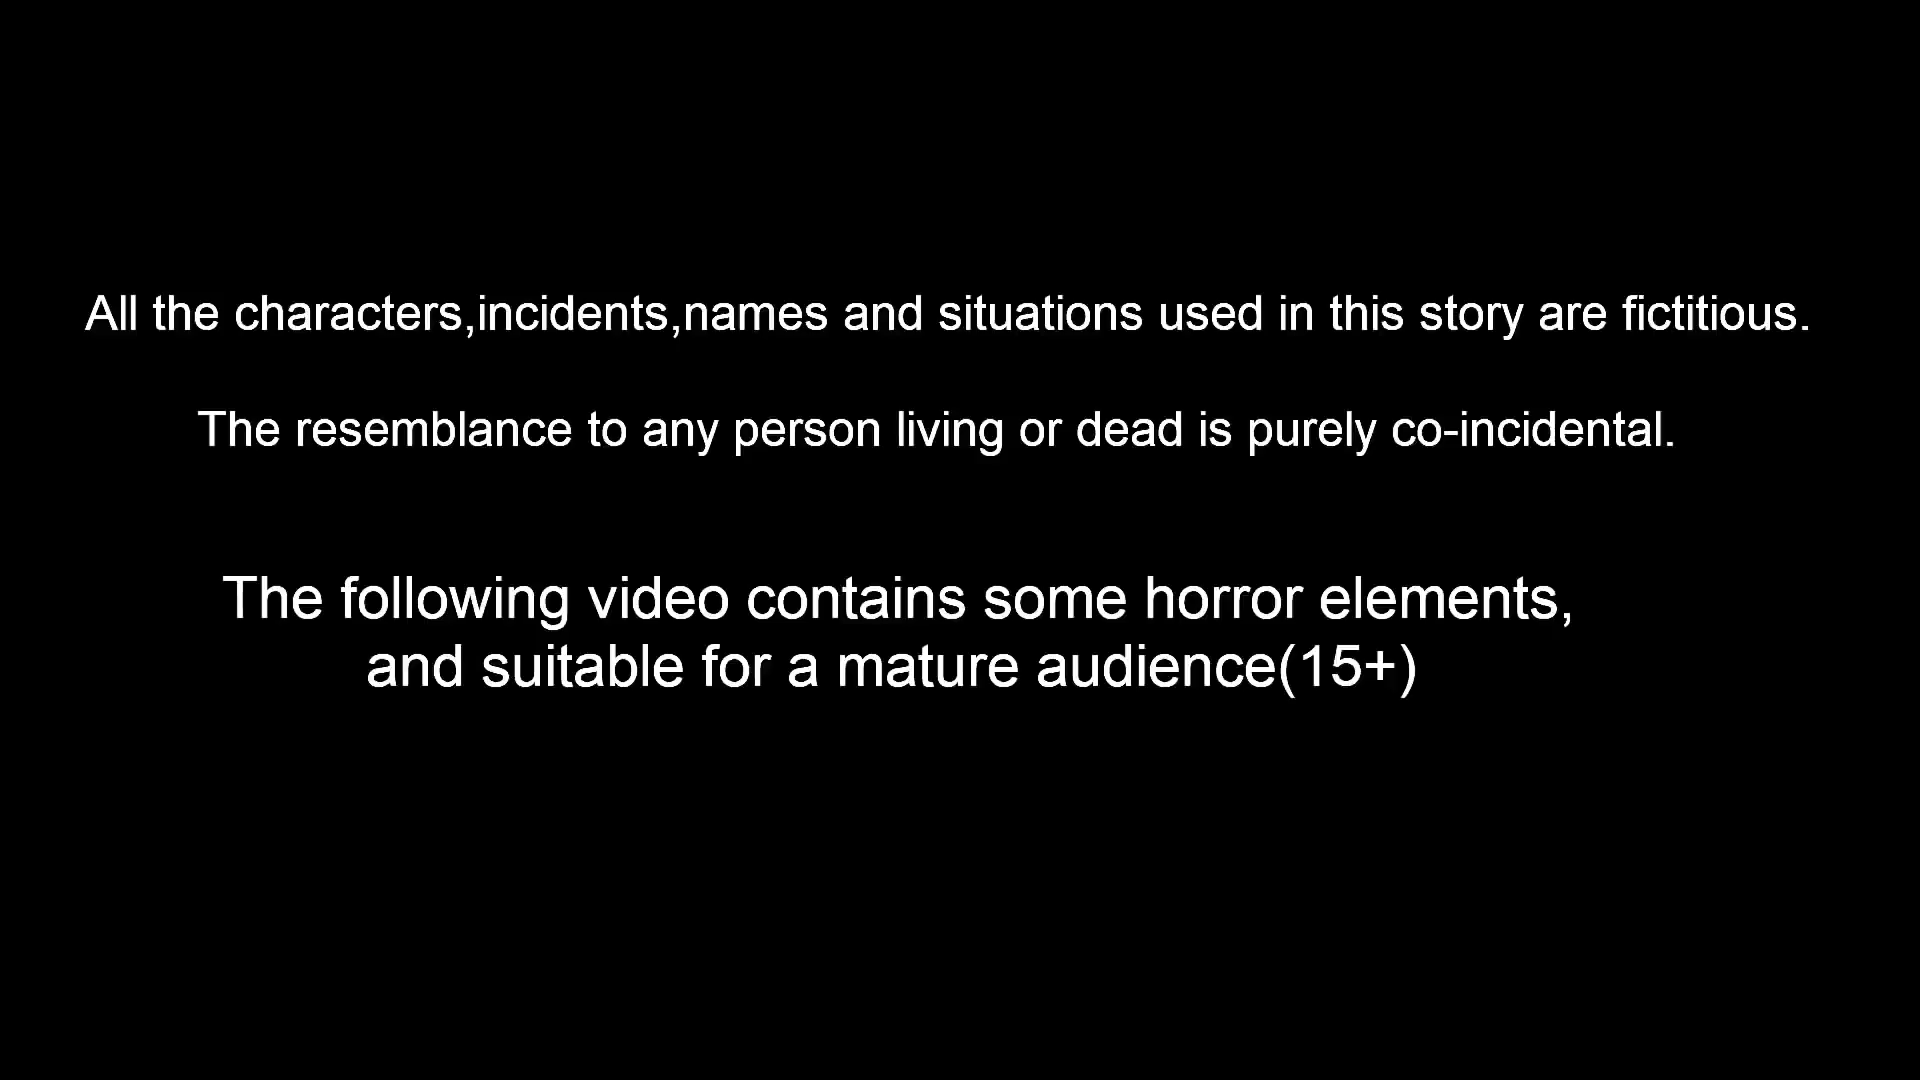 All the characters,incidents,names and situations used in this story are fictitious.
The resemblance to any person living or dead is purely co-incidental.
The following video contains some horror elements,
and suitable for a mature audience(15+)